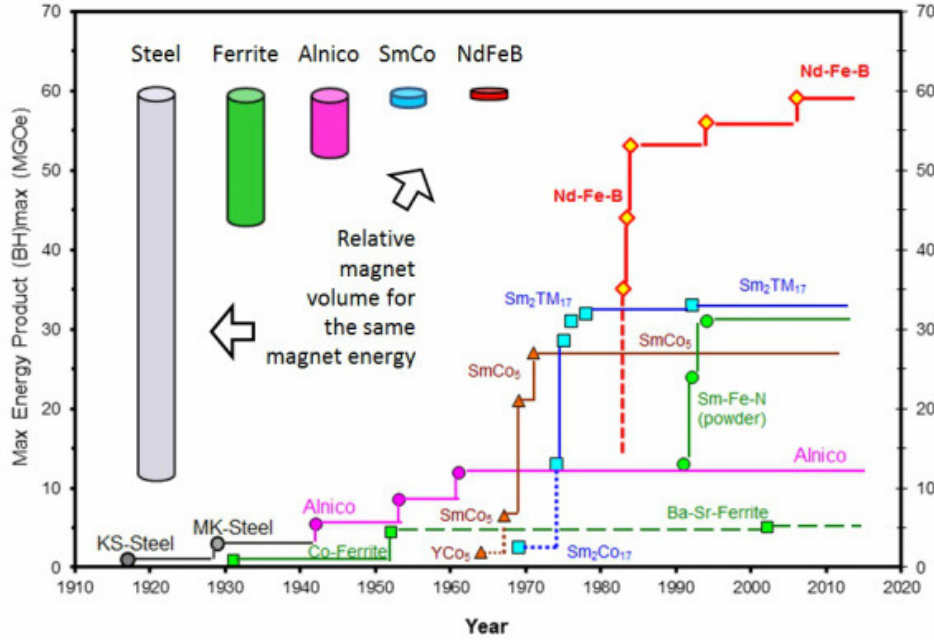 70
60
50
40
30
20
10
0
Max Energy Product (BH)max (MGOe)
Steel Ferrite Alnico SmCo NdFeB
Relative
magnet
volume for
the same
magnet energy
Nd-Fe-B
Nd-Fe-B
Sm₂TM₁₇
Sm₂TM₁₇
SmCo₅
SmCo₅
Sm-Fe-N
(powder)
Alnico
Alnico
SmCo₅
Ba-Sr-Ferrite
MK-Steel
KS-Steel
Co-Ferrite
YCo₅
Sm₂Co₁₇
70
60
50
40
30
20
10
0
1910 1920 1930 1940 1950 1960 1970 1980 1990 2000 2010 2020
Year